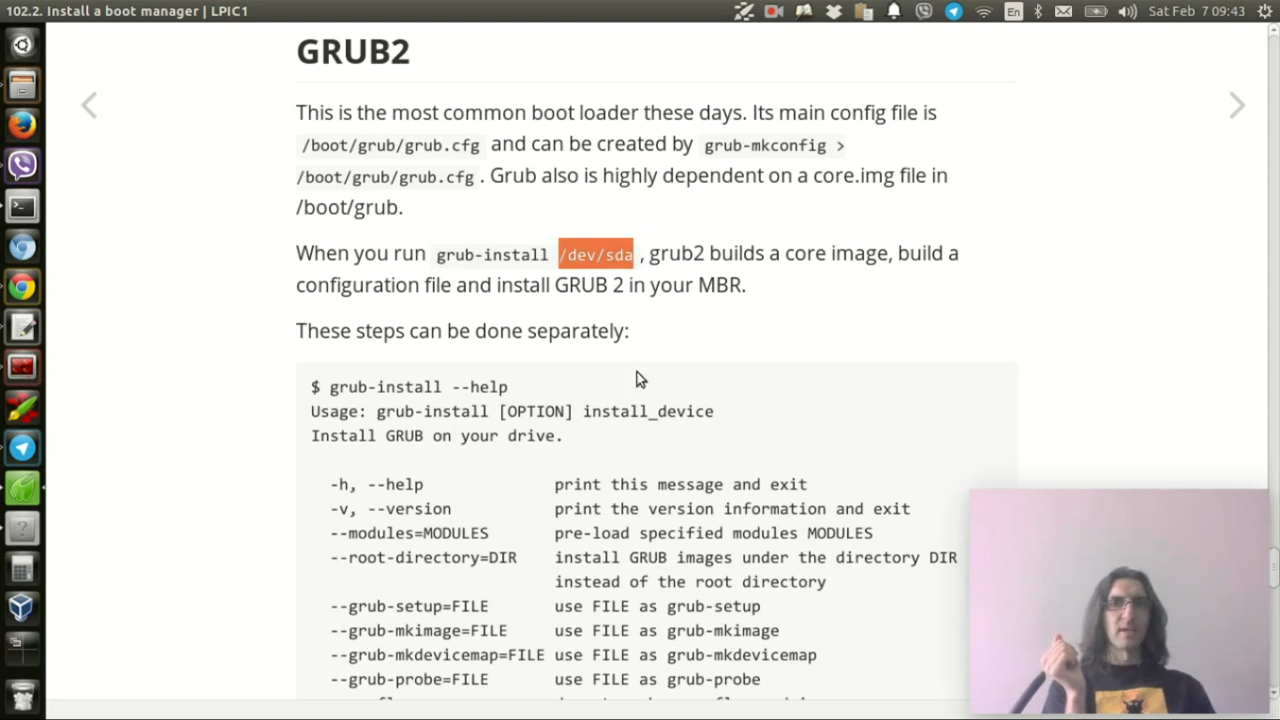 102.2. Install a boot manager | LPIC1
En
Sat Feb 7 09:43
GRUB2
This is the most common boot loader these days. Its main config file is
/boot/grub/grub.cfg and can be created by grub-mkconfig >
/boot/grub/grub.cfg . Grub also is highly dependent on a core.img file in
/boot/grub.
When you run grub-install /dev/sda , grub2 builds a core image, build a
configuration file and install GRUB 2 in your MBR.
These steps can be done separately:
$ grub-install --help
Usage: grub-install [OPTION] install_device
Install GRUB on your drive.
-h, --help print this message and exit
-v, --version print the version information and exit
--modules=MODULES pre-load specified modules MODULES
--root-directory=DIR install GRUB images under the directory DIR
instead of the root directory
--grub-setup=FILE use FILE as grub-setup
--grub-mkimage=FILE use FILE as grub-mkimage
--grub-mkdevicemap=FILE use FILE as grub-mkdevicemap
--grub-probe=FILE use FILE as grub-probe